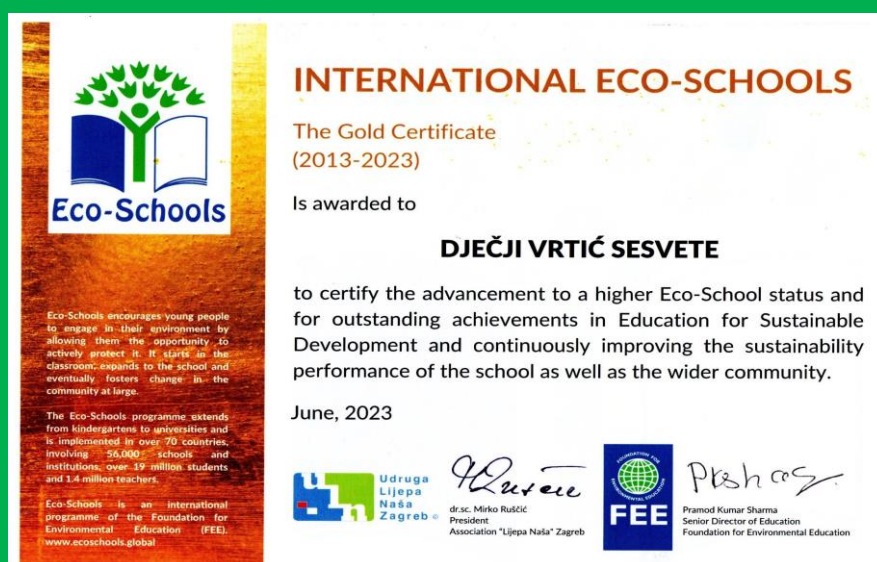 Eco-Schools
Eco-Schools encourages young people
to engage in their environment by
allowing them the opportunity to
actively protect it. It starts in the
classroom, expands to the school and
eventually fosters change in the
community at large.
The Eco-Schools programme extends
from kindergartens to universities and
is implemented in over 70 countries,
involving 56,000 schools and
institutions, over 19 million students
and 1.4 million teachers.
Eco-Schools is an international
programme of the Foundation for
Environmental Education (FEE).
www.ecoschools.global
INTERNATIONAL ECO-SCHOOLS
The Gold Certificate
(2013-2023)
Is awarded to
DJEČJI VRTIĆ SESVETE
to certify the advancement to a higher Eco-School status and
for outstanding achievements in Education for Sustainable
Development and continuously improving the sustainability
performance of the school as well as the wider community.
June, 2023
Udruga
Lijepa
Naša
Zagreb
dr.sc. Mirko Ruščić
President
Association "Lijepa Naša" Zagreb
FOUNDATION FOR
ENVIRONMENTAL EDUCATION
FEE
Pramod Kumar Sharma
Senior Director of Education
Foundation for Environmental Education